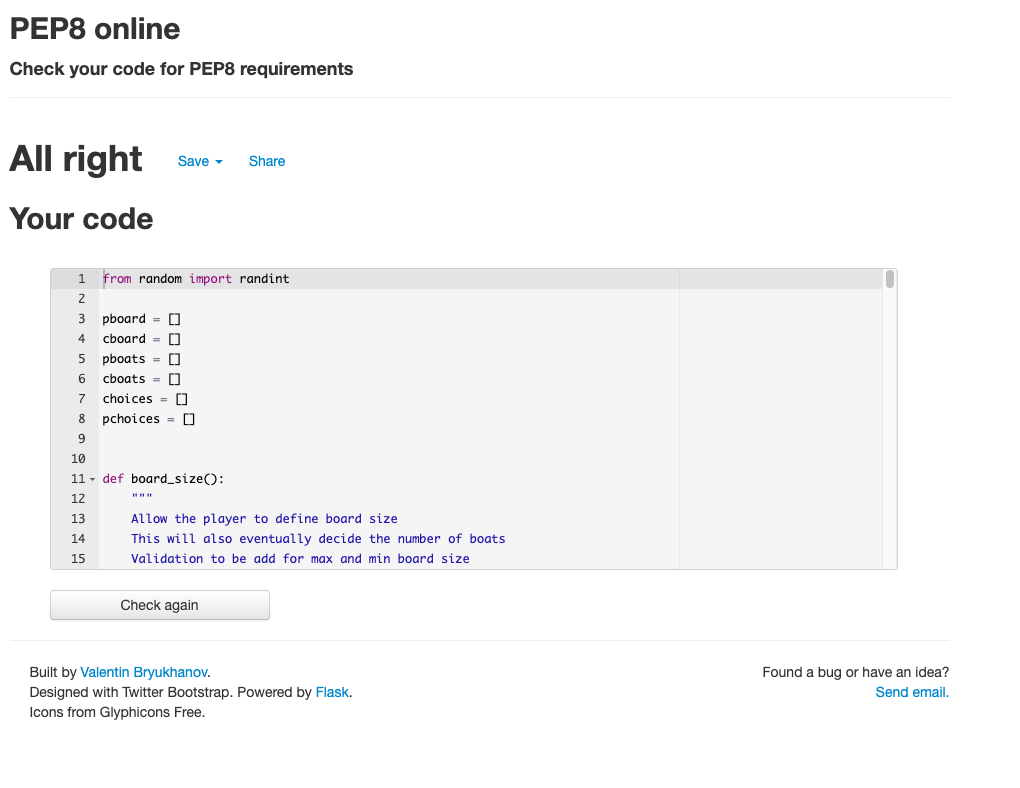 PEP8 online
Check your code for PEP8 requirements
All right
Save
Share
Your code
1 from random import randint
2
3 pboard = []
4 cboard = []
5 pboats = []
6 cboats = []
7 choices = []
8 pchoices = []
9
10
11 def board_size():
12     """
13     Allow the player to define board size
14     This will also eventually decide the number of boats
15     Validation to be add for max and min board size
Check again
Built by Valentin Bryukhanov.
Designed with Twitter Bootstrap. Powered by Flask.
Icons from Glyphicons Free.
Found a bug or have an idea?
Send email.